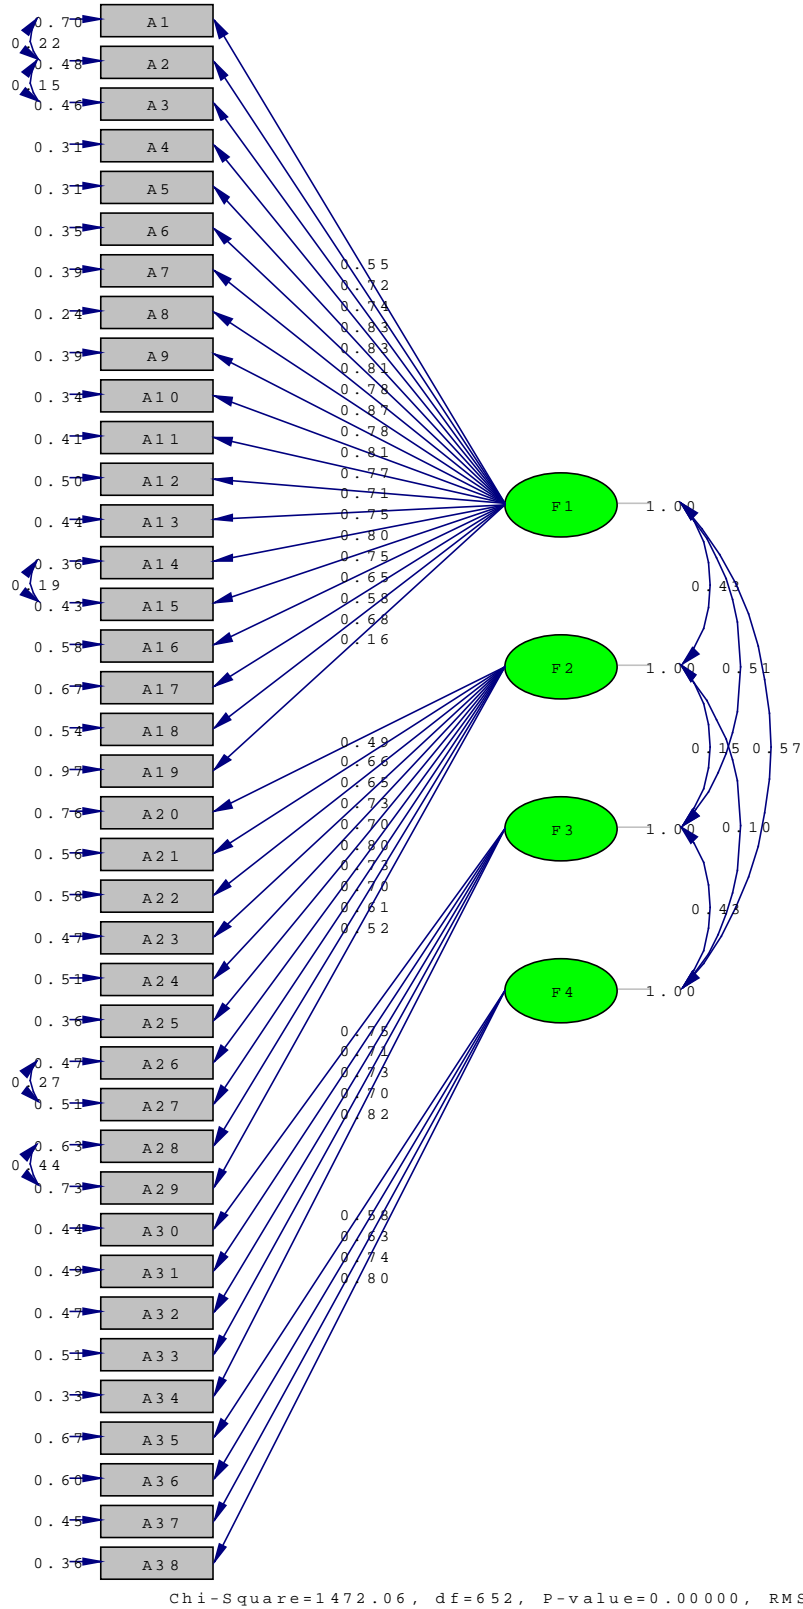 0.70 A1
0.22
0.48 A2
0.15
0.46 A3
0.31 A4
0.31 A5
0.35 A6
0.39 A7
0.24 A8
0.39 A9
0.34 A10
0.41 A11
0.50 A12
0.44 A13
0.36 A14
0.19
0.43 A15
0.58 A16
0.67 A17
0.54 A18
0.97 A19
0.76 A20
0.56 A21
0.58 A22
0.47 A23
0.51 A24
0.36 A25
0.47 A26
0.27
0.51 A27
0.63 A28
0.44
0.73 A29
0.44 A30
0.49 A31
0.47 A32
0.51 A33
0.33 A34
0.67 A35
0.60 A36
0.45 A37
0.36 A38
0.55
0.72
0.74
0.83
0.83
0.81
0.78
0.87
0.78
0.81
0.77
0.71
0.75
0.80
0.75
0.65
0.58
0.68
0.16
0.49
0.66
0.65
0.73
0.70
0.80
0.73
0.70
0.61
0.52
0.75
0.71
0.73
0.70
0.82
0.58
0.63
0.74
0.80
F1 1.00
0.43
F2 1.00 0.51
0.15 0.57
F3 1.00 0.10
0.43
F4 1.00
Chi-Square=1472.06, df=652, P-value=0.00000, RMS